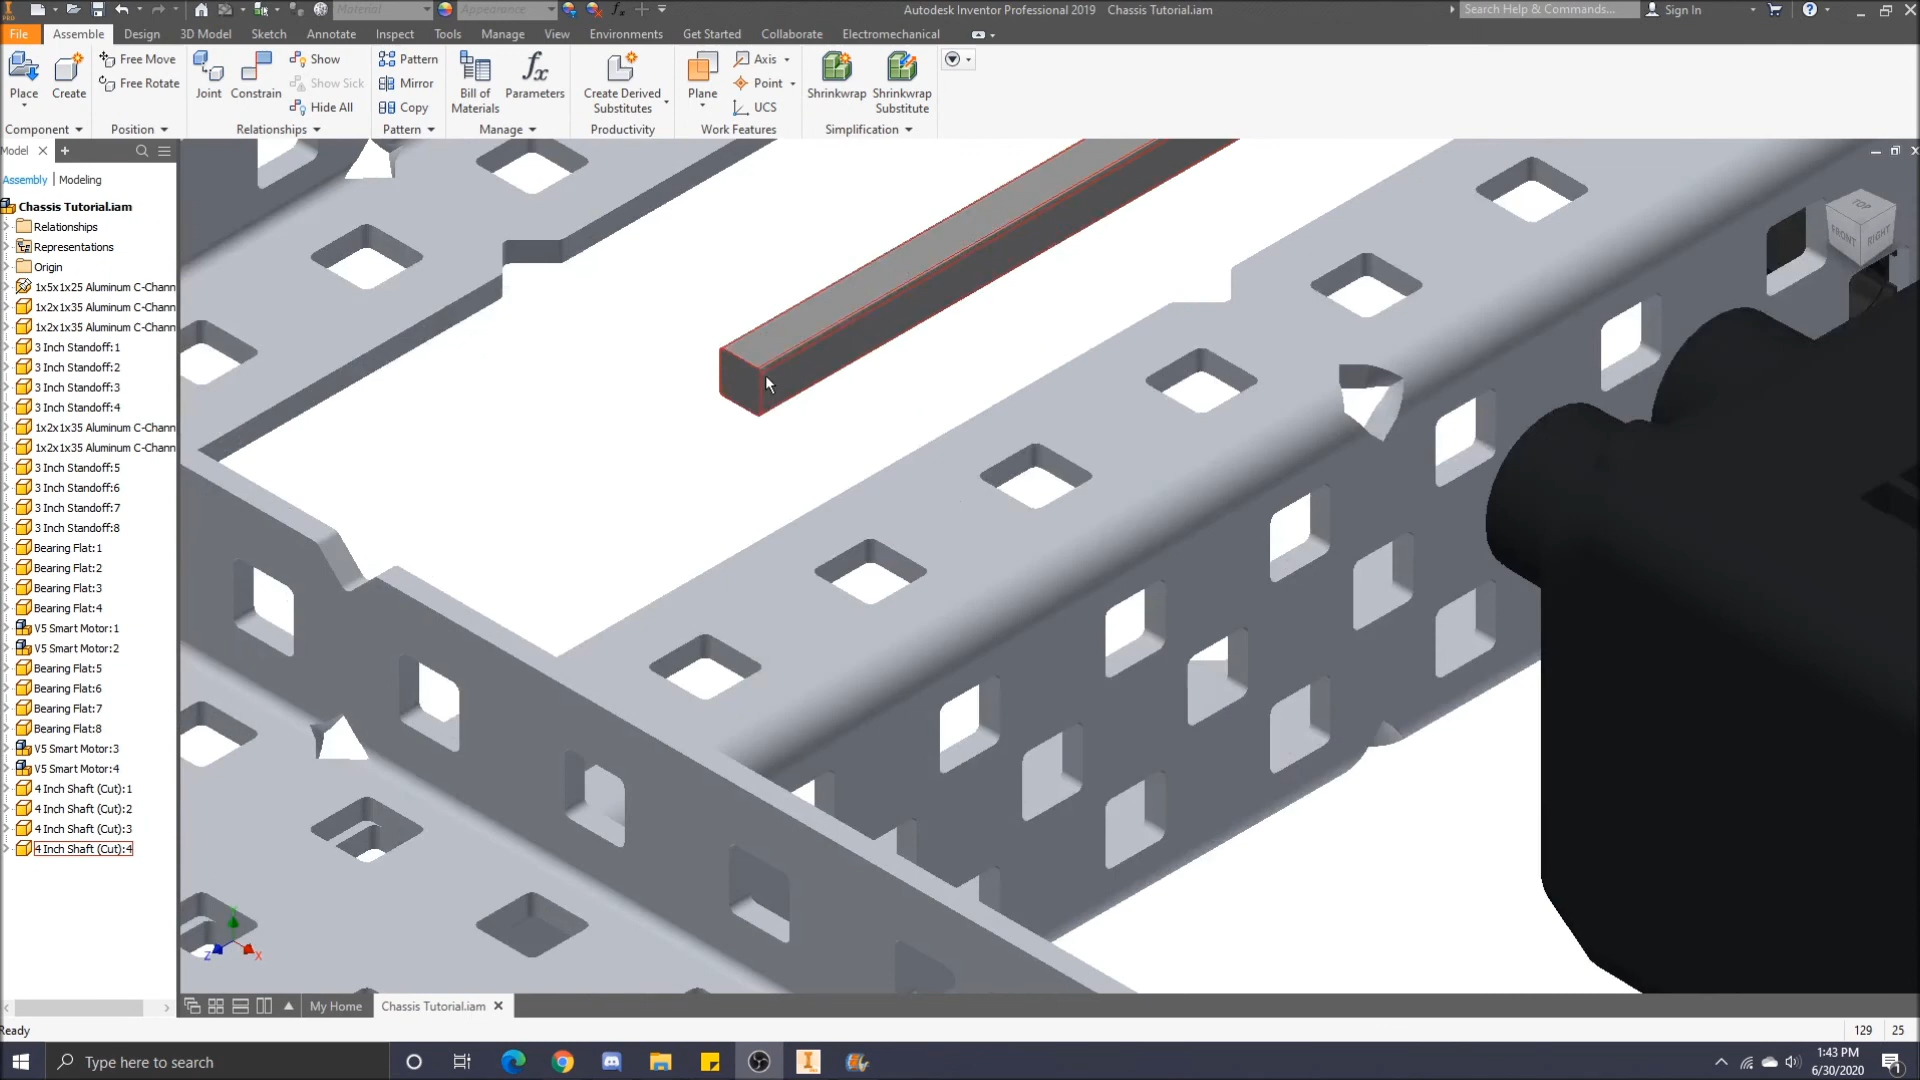 Material
Appearance
Autodesk Inventor Professional 2019 Chassis Tutorial.iam
Search Help & Commands...
Sign In
File Assemble Design 3D Model Sketch Annotate Inspect Tools Manage View Environments Get Started Collaborate Electromechanical
Place
Create
Free Move
Free Rotate
Component
Position
Joint
Constrain
Show
Show Sick
Hide All
Relationships
Pattern
Mirror
Copy
Pattern
Bill of
Materials
Parameters
Manage
Create Derived
Substitutes
Productivity
Plane
Axis
Point
UCS
Work Features
Shrinkwrap
Shrinkwrap
Substitute
Simplification
Model
Assembly Modeling
Chassis Tutorial.iam
Relationships
Representations
Origin
1x5x1x25 Aluminum C-Chann
1x2x1x35 Aluminum C-Chann
1x2x1x35 Aluminum C-Chann
3 Inch Standoff:1
3 Inch Standoff:2
3 Inch Standoff:3
3 Inch Standoff:4
1x2x1x35 Aluminum C-Chann
1x2x1x35 Aluminum C-Chann
3 Inch Standoff:5
3 Inch Standoff:6
3 Inch Standoff:7
3 Inch Standoff:8
Bearing Flat:1
Bearing Flat:2
Bearing Flat:3
Bearing Flat:4
V5 Smart Motor:1
V5 Smart Motor:2
Bearing Flat:5
Bearing Flat:6
Bearing Flat:7
Bearing Flat:8
V5 Smart Motor:3
V5 Smart Motor:4
4 Inch Shaft (Cut):1
4 Inch Shaft (Cut):2
4 Inch Shaft (Cut):3
4 Inch Shaft (Cut):4
TOP
FRONT
RIGHT
Z
X
My Home
Chassis Tutorial.iam
Ready
129 25
Type here to search
1:43 PM
6/30/2020